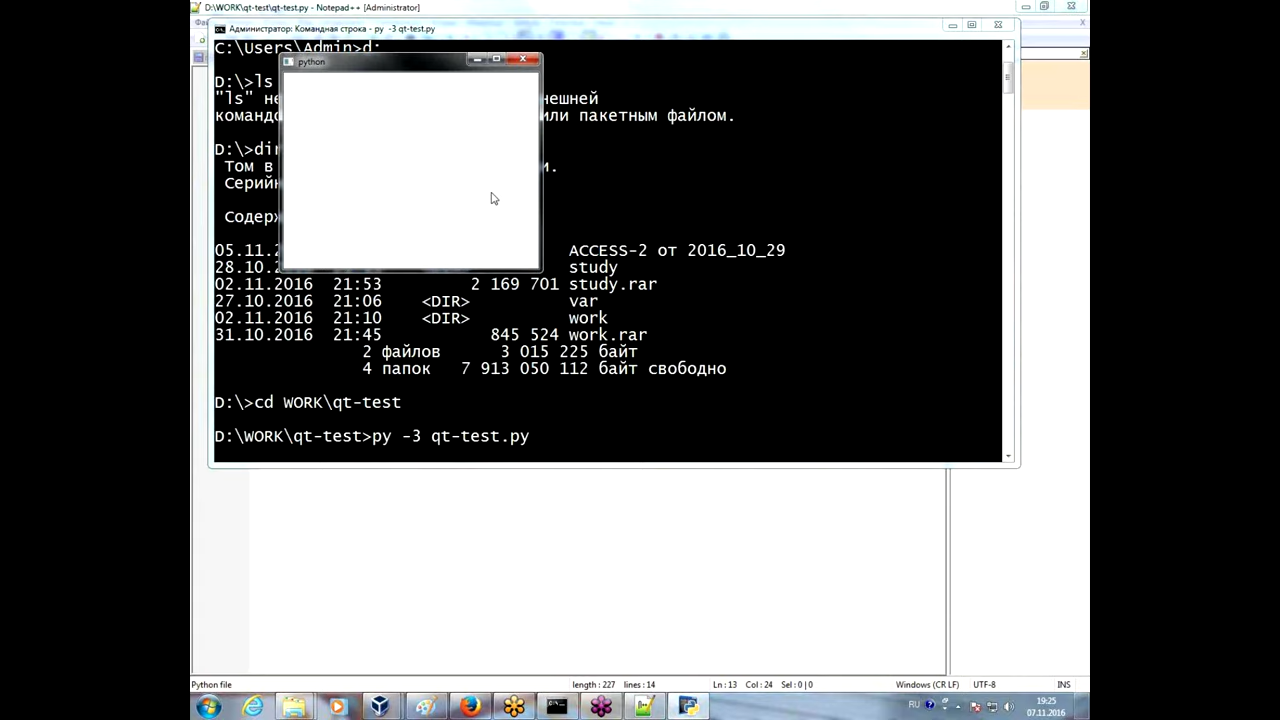 D:\WORK\qt-test\qt-test.py - Notepad++ [Administrator]
Администратор: Командная строка - py -3 qt-test.py
C:\Users\Admin>d:
python
D:\>ls
"ls" не нешней
командо или пакетным файлом.
D:\>dir
Том в и.
Серийн
Содерж
05.11.2 ACCESS-2 от 2016_10_29
28.10.2016 study
02.11.2016 21:53 2 169 701 study.rar
27.10.2016 21:06 <DIR> var
02.11.2016 21:10 <DIR> work
31.10.2016 21:45 845 524 work.rar
2 файлов 3 015 225 байт
4 папок 7 913 050 112 байт свободно
D:\>cd WORK\qt-test
D:\WORK\qt-test>py -3 qt-test.py
Python file length : 227 lines : 14 Ln : 13 Col : 24 Sel : 0 | 0 Windows (CR LF) UTF-8 INS
RU 19:25
07.11.2016